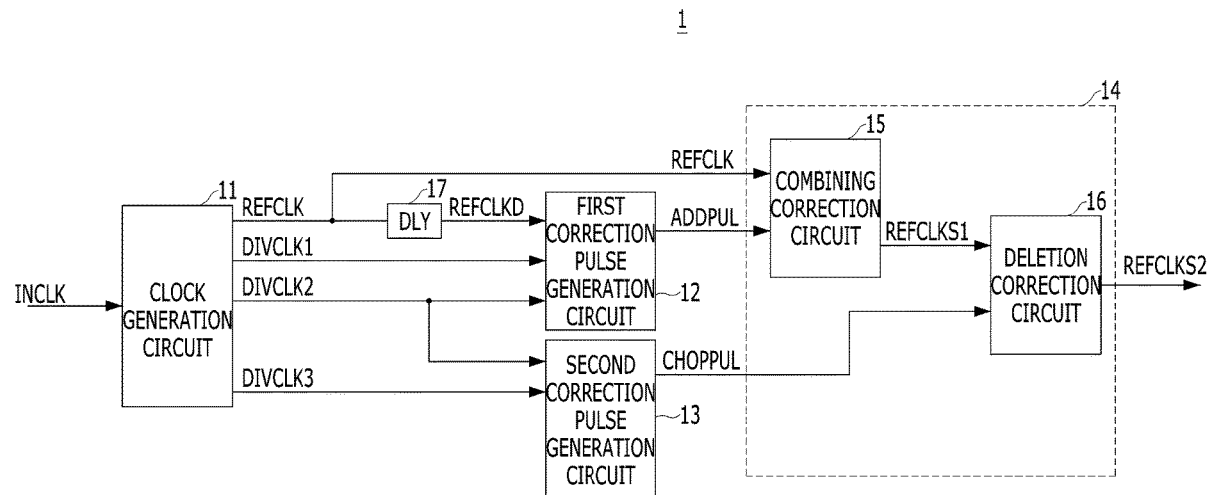 1
14
15
REFCLK
COMBINING
CORRECTION
CIRCUIT
11
REFCLK
17
DLY
REFCLKD
FIRST
CORRECTION
PULSE
GENERATION
CIRCUIT
12
ADDPUL
REFCLKS1
16
DELETION
CORRECTION
CIRCUIT
REFCLKS2
DIVCLK1
INCLK
CLOCK
GENERATION
CIRCUIT
DIVCLK2
DIVCLK3
SECOND
CORRECTION
PULSE
GENERATION
CIRCUIT
13
CHOPPUL